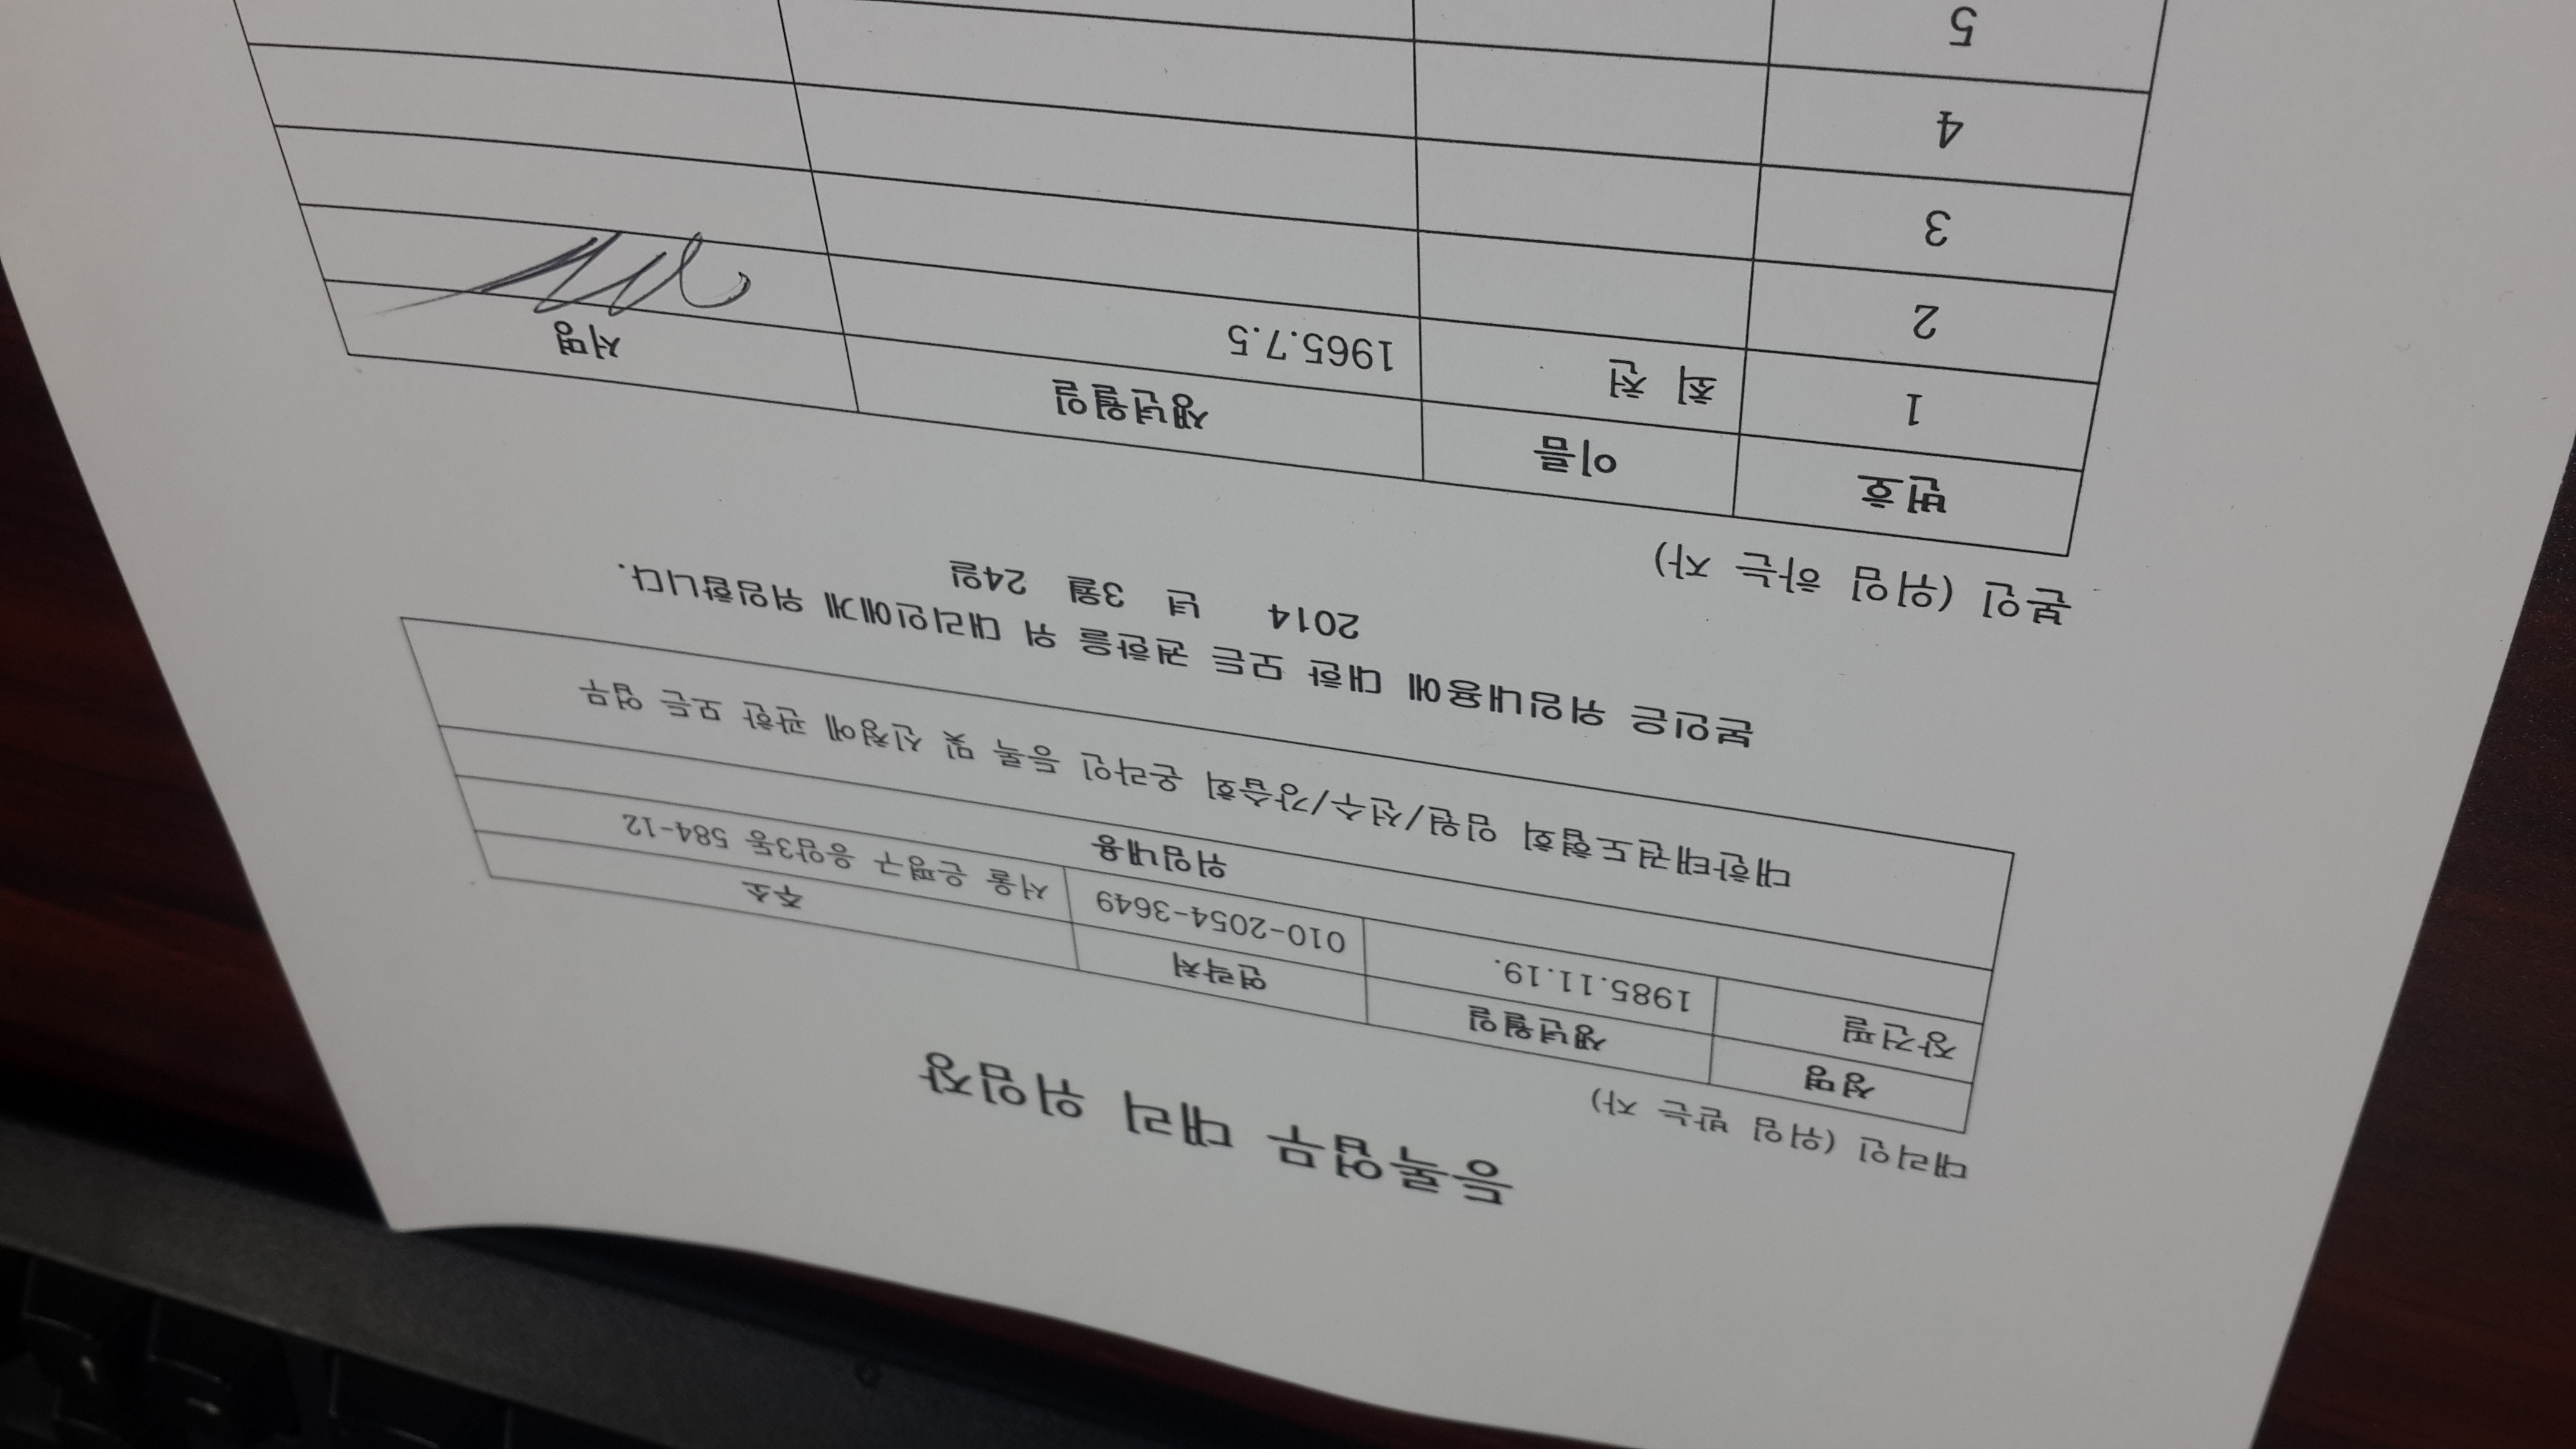 등록업무 대리 위임장
대리인 (위임 받는 자)
성명 생년월일 연락처 주소
장건필 1985.11.19. 010-2054-3649 서울 은평구 응암3동 584-12
위임내용
대한태권도협회 임원/선수/강습회 온라인 등록 및 신청에 관한 모든 업무
본인은 위임내용에 대한 모든 권한을 위 대리인에게 위임합니다.
2014 년 3월 24일
본인 (위임 하는 자)
번호 이름 생년월일 서명
1 최 천 1965.7.5
2
3
4
5